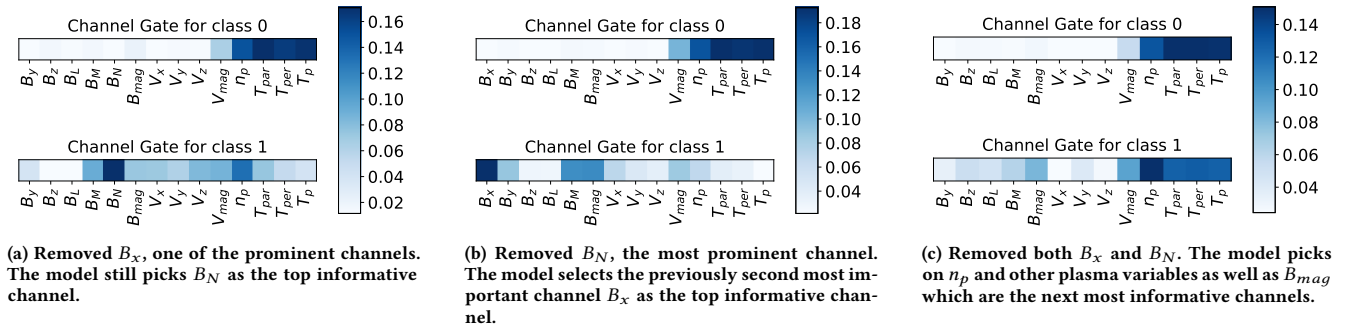 Channel Gate for class 0
B_y B_z B_L B_M B_N B_mag V_x V_y V_z V_mag n_p T_par T_per T_p
Channel Gate for class 1
B_y B_z B_L B_M B_N B_mag V_x V_y V_z V_mag n_p T_par T_per T_p
0.16
0.14
0.12
0.10
0.08
0.06
0.04
0.02
(a) Removed B_x, one of the prominent channels.
The model still picks B_N as the top informative
channel.
Channel Gate for class 0
B_x B_y B_z B_L B_M B_mag V_x V_y V_z V_mag n_p T_par T_per T_p
Channel Gate for class 1
B_x B_y B_z B_L B_M B_mag V_x V_y V_z V_mag n_p T_par T_per T_p
0.18
0.16
0.14
0.12
0.10
0.08
0.06
0.04
(b) Removed B_N, the most prominent channel.
The model selects the previously second most im-
portant channel B_x as the top informative chan-
nel.
Channel Gate for class 0
B_y B_z B_L B_M B_mag V_x V_y V_z V_mag n_p T_par T_per T_p
Channel Gate for class 1
B_y B_z B_L B_M B_mag V_x V_y V_z V_mag n_p T_par T_per T_p
0.14
0.12
0.10
0.08
0.06
0.04
(c) Removed both B_x and B_N. The model picks
on n_p and other plasma variables as well as B_mag
which are the next most informative channels.